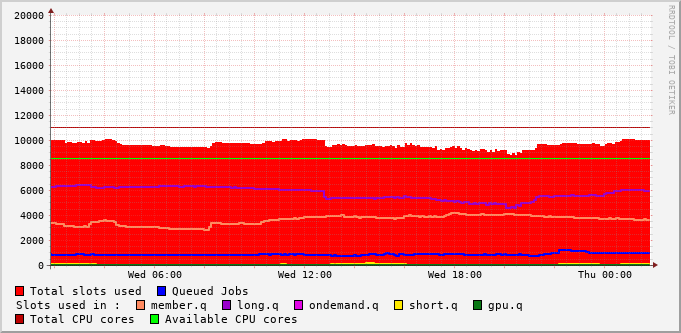 20000
18000
16000
14000
12000
10000
8000
6000
4000
2000
0
Wed 06:00 Wed 12:00 Wed 18:00 Thu 00:00
RRDTOOL / TOBI OETIKER
Total slots used Queued Jobs
Slots used in : member.q long.q ondemand.q short.q gpu.q
Total CPU cores Available CPU cores